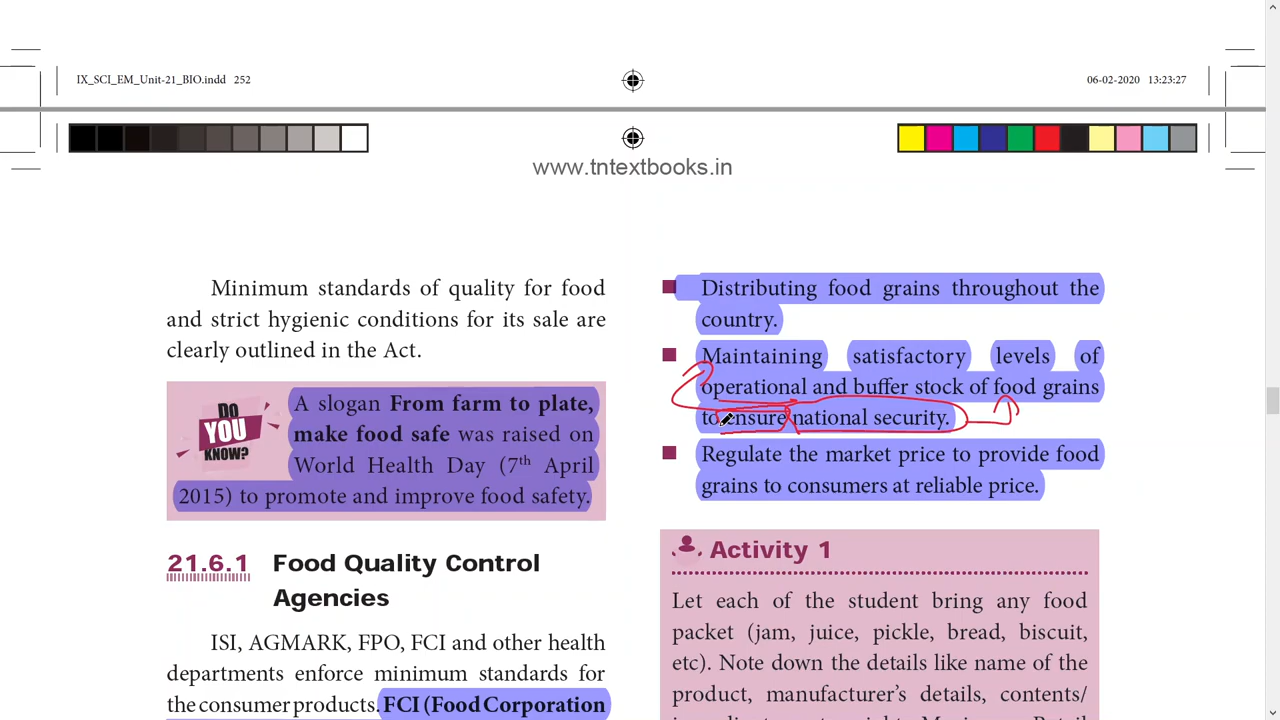 IX_SCI_EM_Unit-21_BIO.indd 252
06-02-2020 13:23:27
www.tntextbooks.in
Minimum standards of quality for food
and strict hygienic conditions for its sale are
clearly outlined in the Act.
DO
YOU
KNOW?
A slogan From farm to plate,
make food safe was raised on
World Health Day (7th April
2015) to promote and improve food safety.
21.6.1 Food Quality Control
Agencies
ISI, AGMARK, FPO, FCI and other health
departments enforce minimum standards for
the consumer products. FCI (Food Corporation
Distributing food grains throughout the
country.
Maintaining satisfactory levels of
operational and buffer stock of food grains
to ensure national security.
2
1
Regulate the market price to provide food
grains to consumers at reliable price.
Activity 1
Let each of the student bring any food
packet (jam, juice, pickle, bread, biscuit,
etc). Note down the details like name of the
product, manufacturer's details, contents/